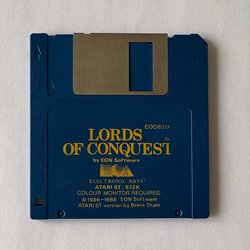 LORDS
OF CONQUEST
by EON Software
ELECTRONIC ARTS
ATARI ST, 512K
COLOUR MONITOR REQUIRED
©1986-1988 EON Software
ATARI ST version by Brent Thale